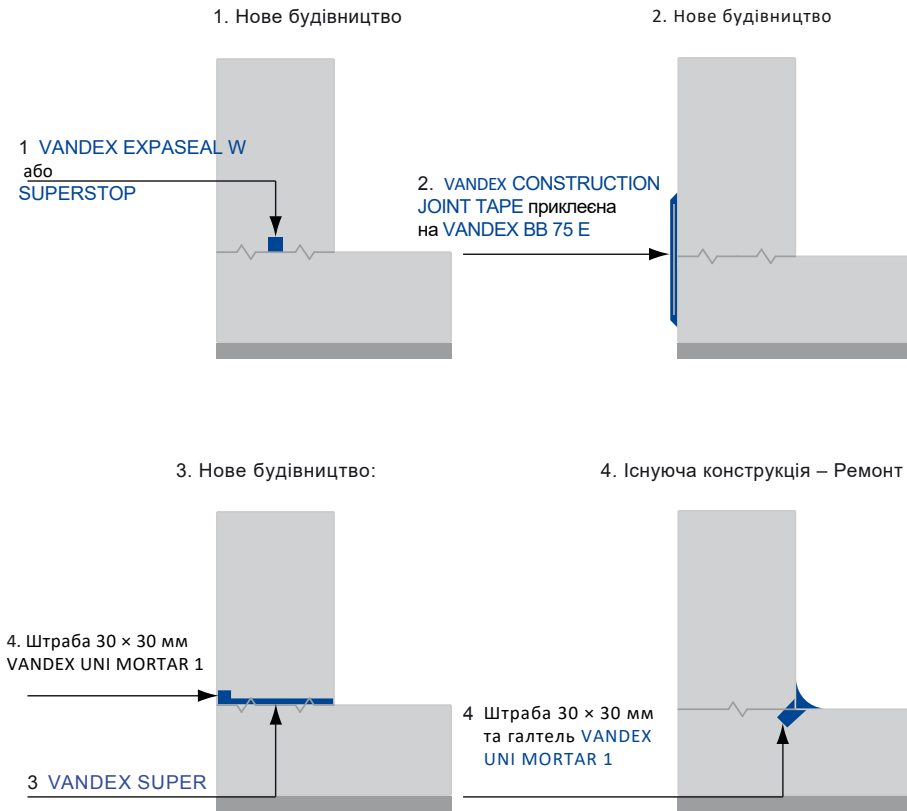 1. Нове будівництво
2. Нове будівництво
1 VANDEX EXPASEAL W
або
SUPERSTOP
2. VANDEX CONSTRUCTION
JOINT TAPE приклеєна
на VANDEX BB 75 E
3. Нове будівництво:
4. Існуюча конструкція – Ремонт
4. Штраба 30 × 30 мм
VANDEX UNI MORTAR 1
3 VANDEX SUPER
4 Штраба 30 × 30 мм
та галтель VANDEX
UNI MORTAR 1